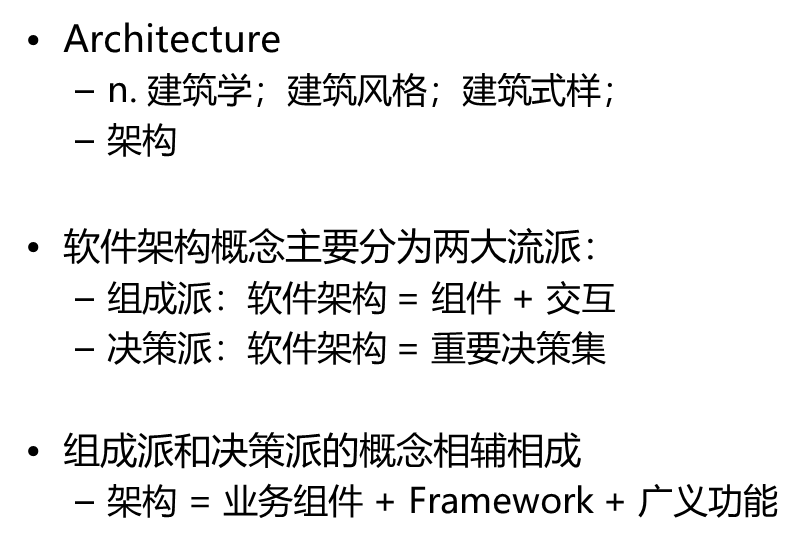 • Architecture
– n. 建筑学；建筑风格；建筑式样；
– 架构
• 软件架构概念主要分为两大流派：
– 组成派：软件架构 = 组件 + 交互
– 决策派：软件架构 = 重要决策集
• 组成派和决策派的概念相辅相成
– 架构 = 业务组件 + Framework + 广义功能